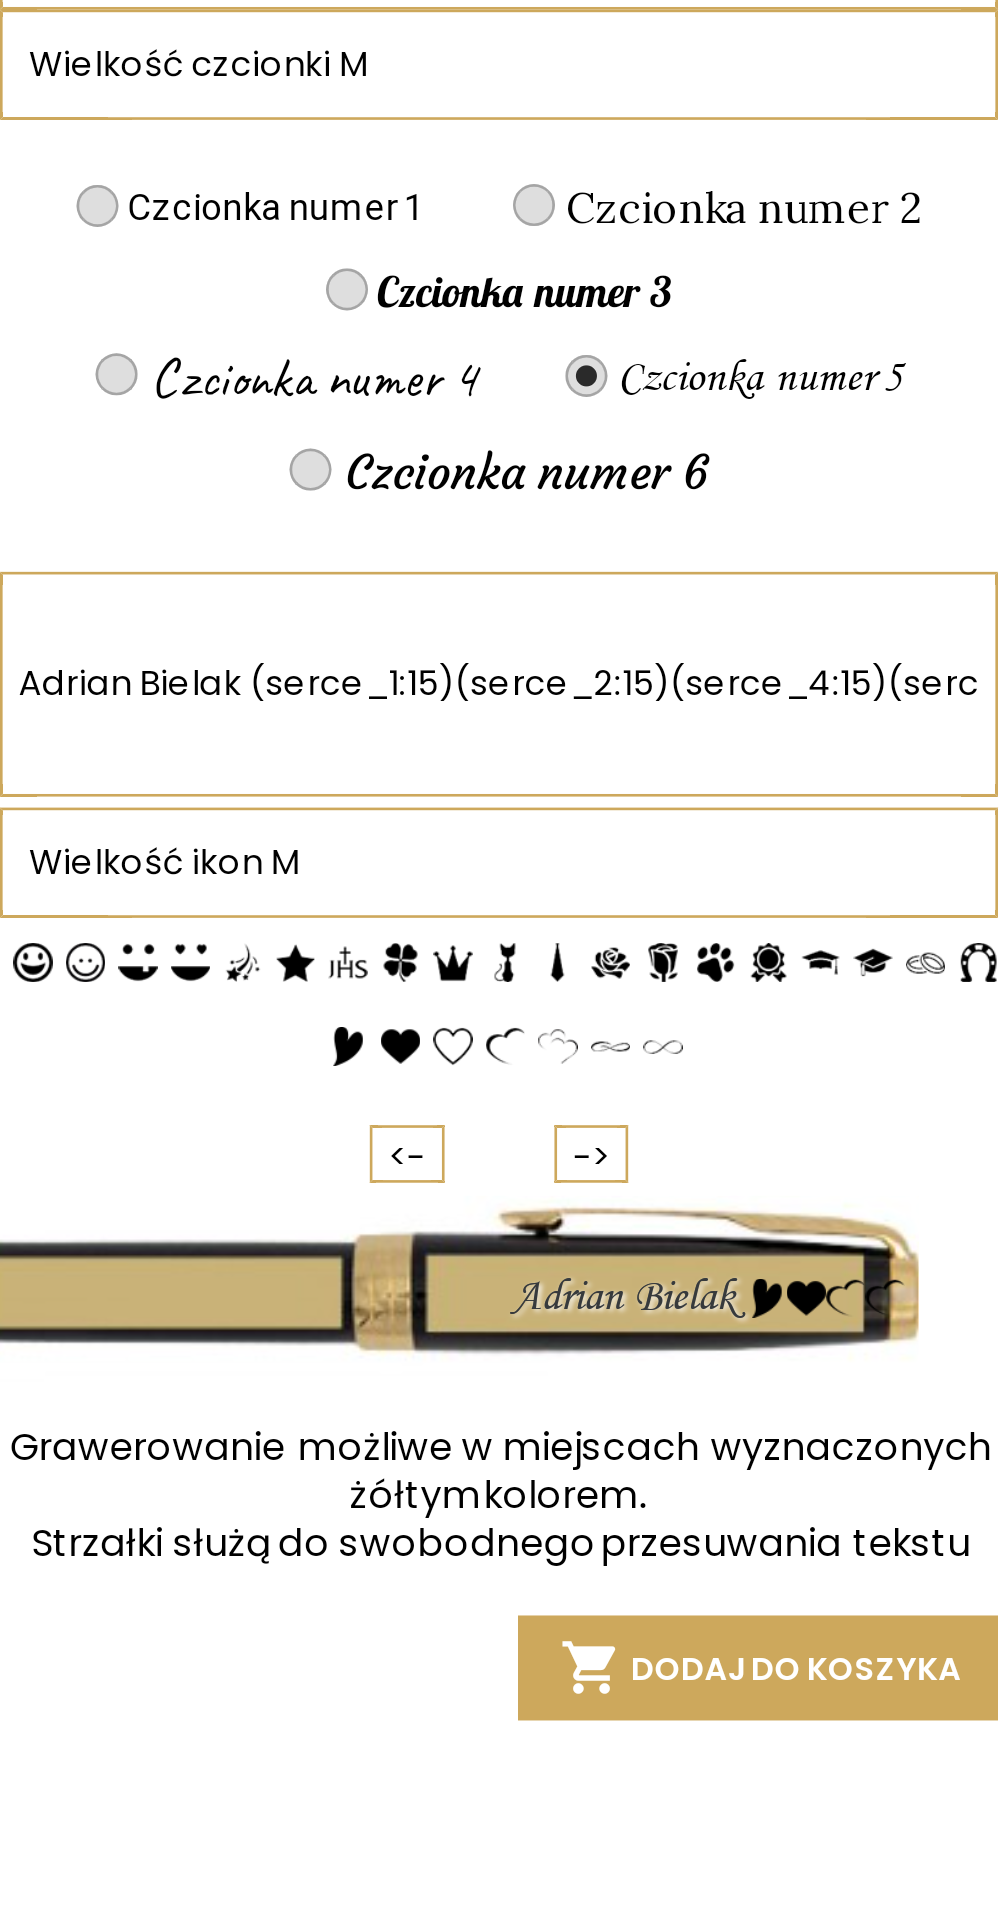 Wielkość czcionki M
Czcionka numer 1 Czcionka numer 2
Czcionka numer 3
Czcionka numer 4 Czcionka numer 5
Czcionka numer 6
Adrian Bielak (serce_1:15)(serce_2:15)(serce_4:15)(serc
Wielkość ikon M
JHS
<- ->
Adrian Bielak
Grawerowanie możliwe w miejscach wyznaczonych
żółtym kolorem.
Strzałki służą do swobodnego przesuwania tekstu
DODAJ DO KOSZYKA